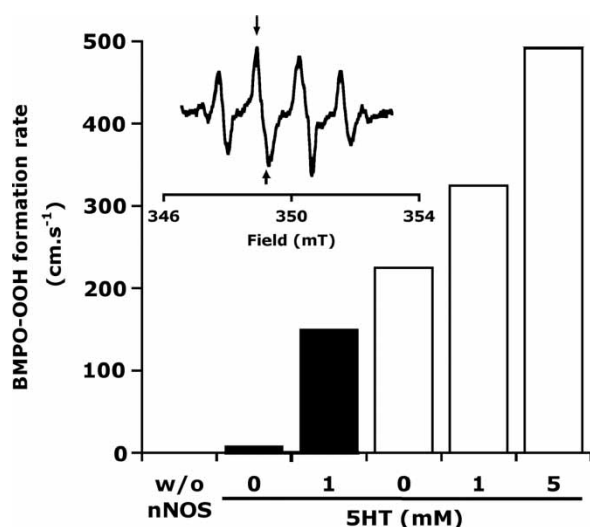 BMPO-OOH formation rate
(cm.s⁻¹)
500
400
300
200
100
0
346
350
354
Field (mT)
w/o
nNOS
0
1
0
1
5
5HT (mM)